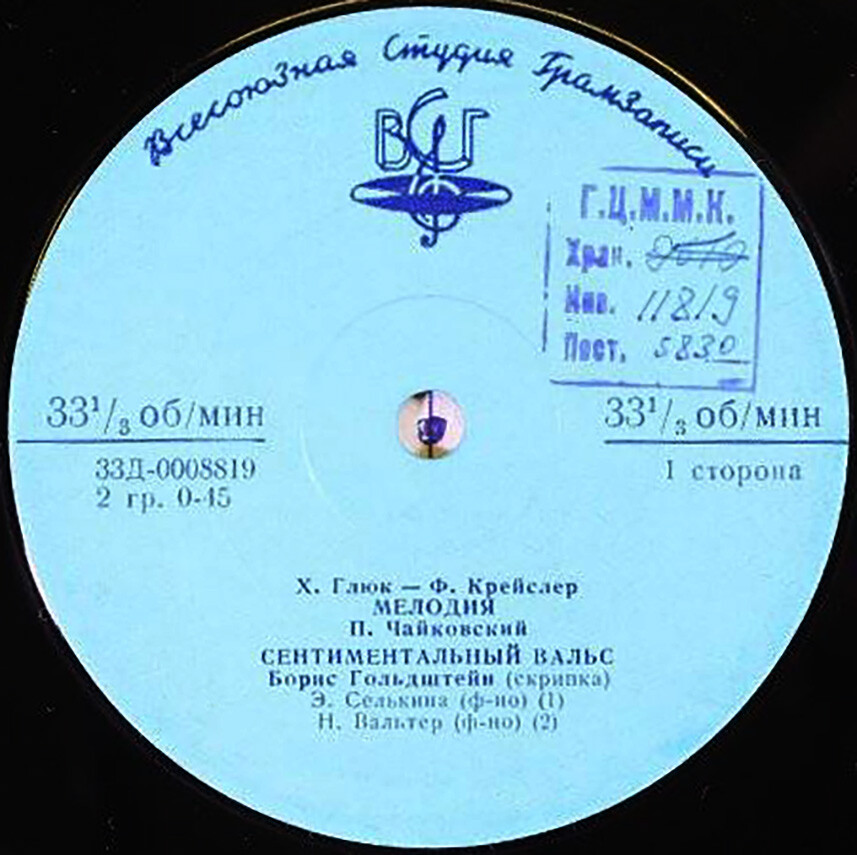 Всесоюзная Студия Грамзаписи
ВСГ
Г.Ц.М.М.К.
Хран.
Инв. 11819
Пост. 5830
33¹/₃ об/мин
33¹/₃ об/мин
33Д-0008819
1 сторона
2 гр. 0-45
Х. Глюк — Ф. Крейслер
МЕЛОДИЯ
П. Чайковский
СЕНТИМЕНТАЛЬНЫЙ ВАЛЬС
Борис Гольдштейн (скрипка)
Э. Селькина (ф-но) (1)
Н. Вальтер (ф-но) (2)